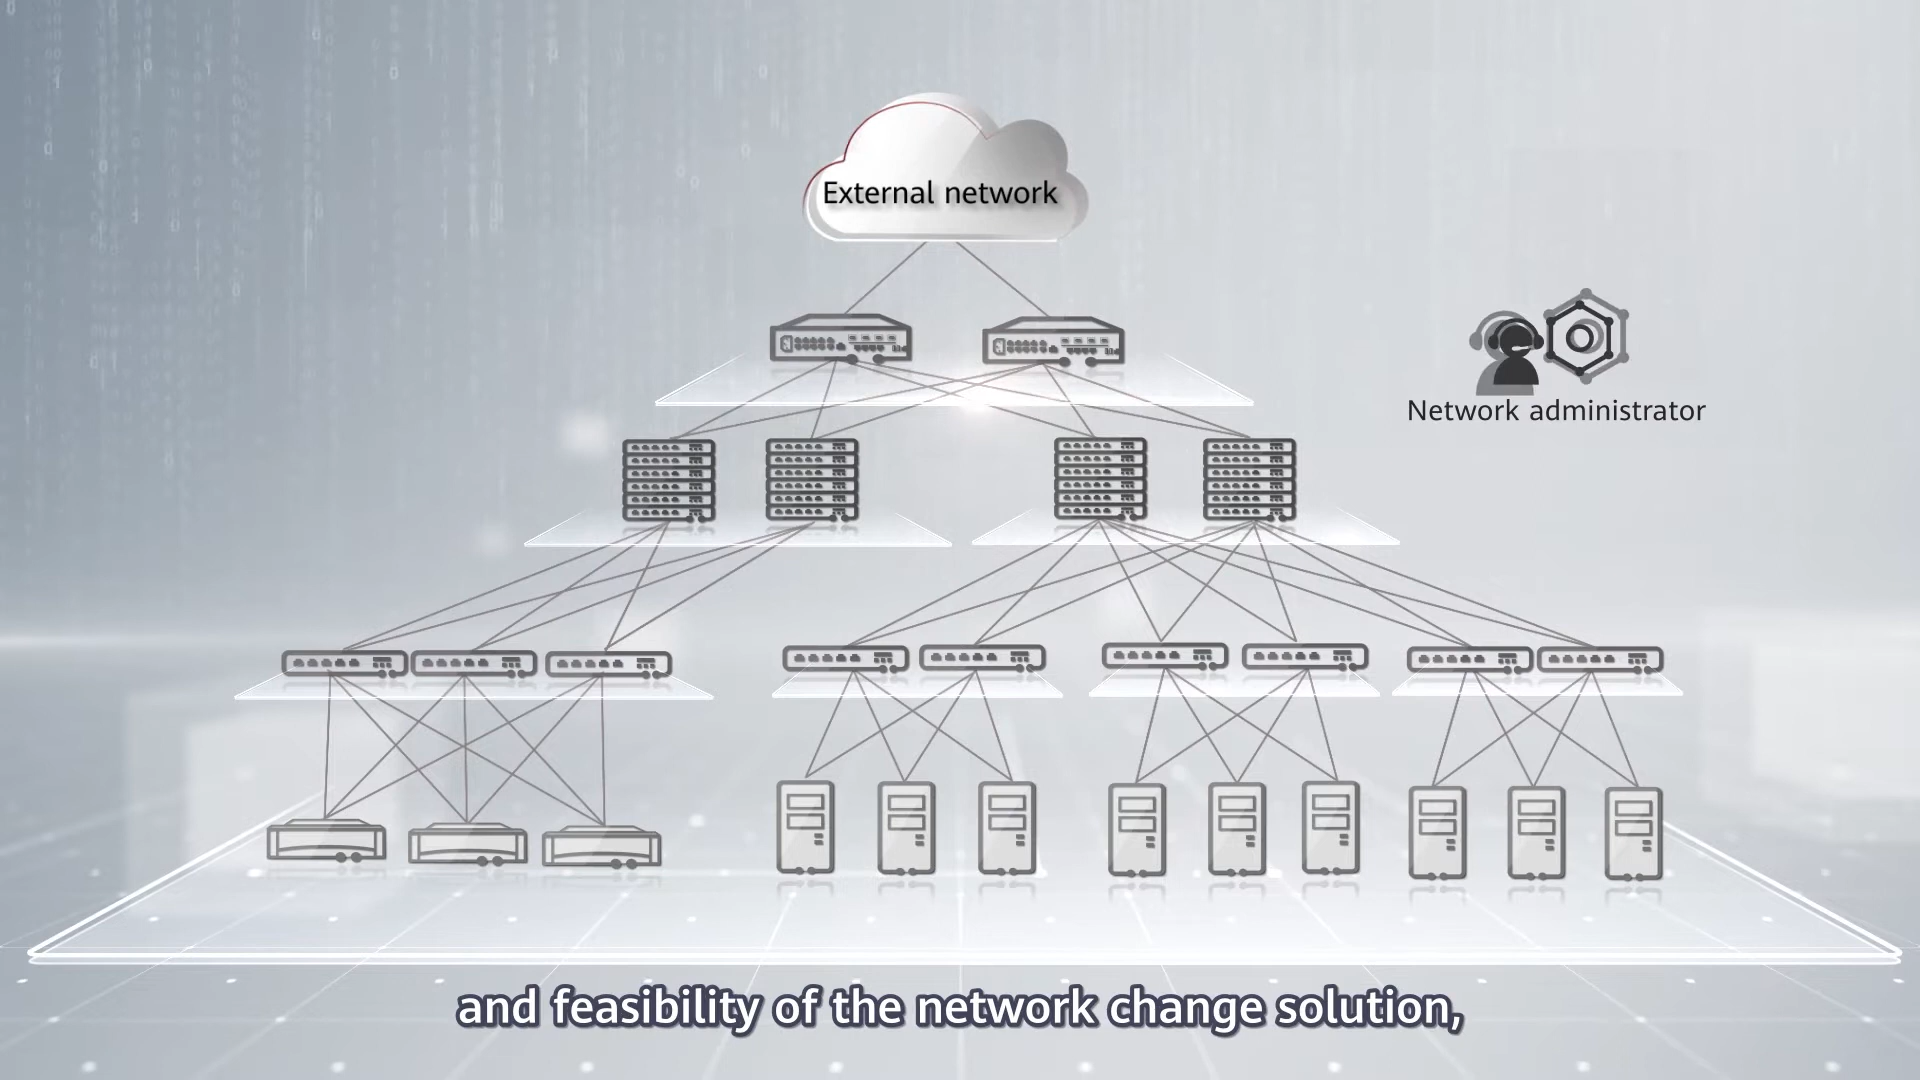 External network
Network administrator
and feasibility of the network change solution,